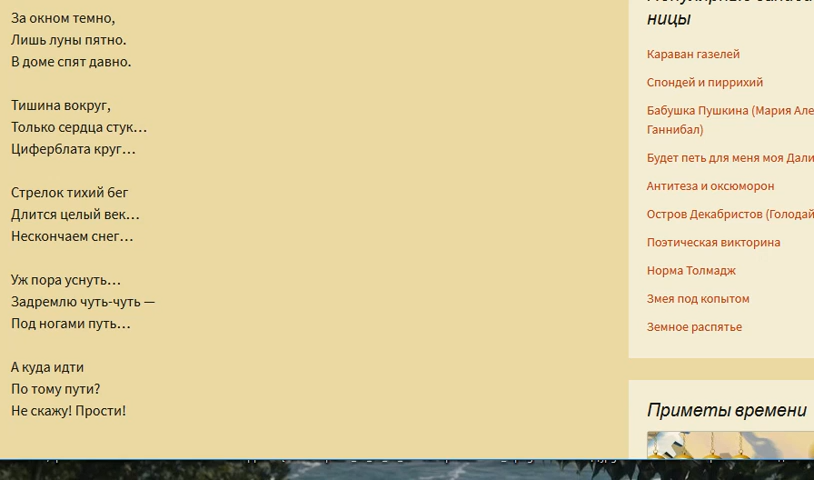 За окном темно,
Лишь луны пятно.
В доме спят давно.
Тишина вокруг,
Только сердца стук…
Циферблата круг…
Стрелок тихий бег
Длится целый век…
Нескончаем снег…
Уж пора уснуть…
Задремлю чуть-чуть —
Под ногами путь…
А куда идти
По тому пути?
Не скажу! Прости!
ницы
Караван газелей
Спондей и пиррихий
Бабушка Пушкина (Мария Але
Ганнибал)
Будет петь для меня моя Дали
Антитеза и оксюморон
Остров Декабристов (Голодай
Поэтическая викторина
Норма Толмадж
Змея под копытом
Земное распятье
Приметы времени